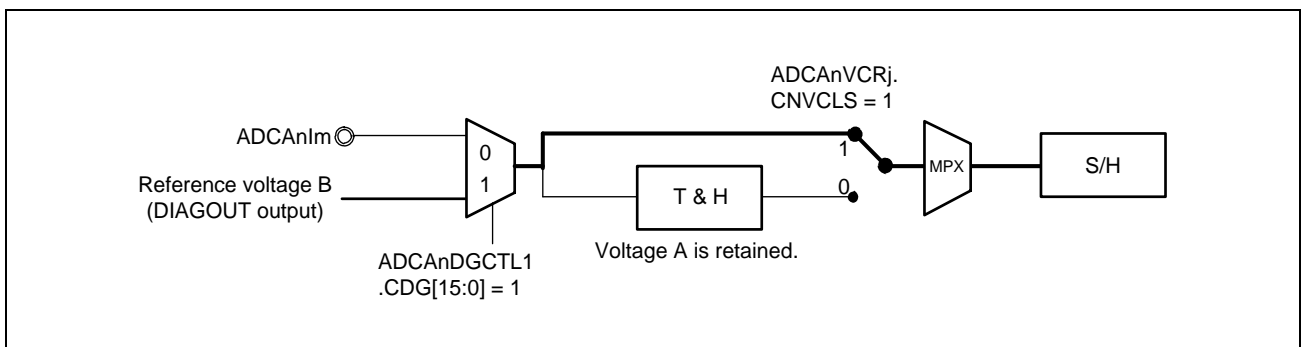 ADCAnVCRj.
CNVCLS = 1
ADCAnIm
0
1
1
MPX
S/H
Reference voltage B
(DIAGOUT output)
T & H
0
Voltage A is retained.
ADCAnDGCTL1
.CDG[15:0] = 1